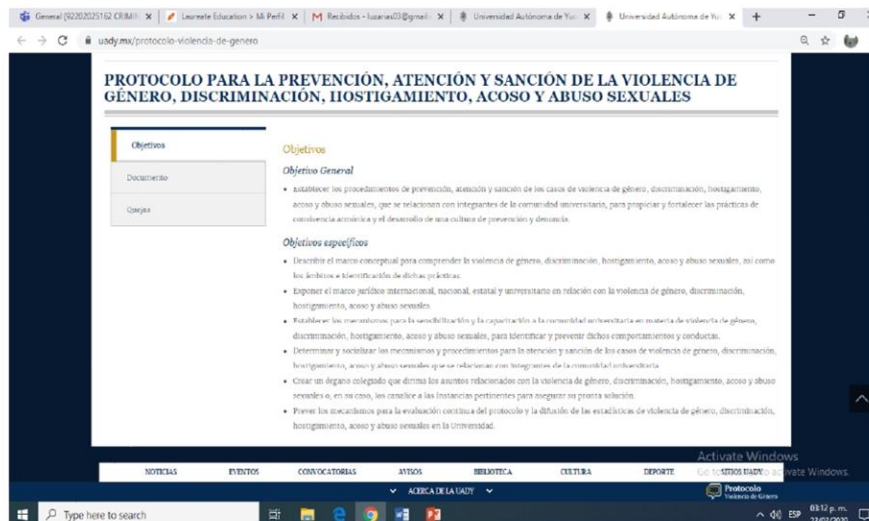 General [92202025162 CRIMIN
Laureate Education > Mi Perfil
Recibidos - luzarias03@gmail
Universidad Autónoma de Yuc
Universidad Autónoma de Yuc
uady.mx/protocolo-violencia-de-genero
PROTOCOLO PARA LA PREVENCIÓN, ATENCIÓN Y SANCIÓN DE LA VIOLENCIA DE
GÉNERO, DISCRIMINACIÓN, HOSTIGAMIENTO, ACOSO Y ABUSO SEXUALES
Objetivos
Documento
Quejas
Objetivos
Objetivo General
• Establecer los procedimientos de prevención, atención y sanción de los casos de violencia de género, discriminación, hostigamiento,
acoso y abuso sexuales, que se relacionan con integrantes de la comunidad universitaria, para propiciar y fortalecer las prácticas de
convivencia armónica y el desarrollo de una cultura de prevención y denuncia.
Objetivos específicos
• Describir el marco conceptual para comprender la violencia de género, discriminación, hostigamiento, acoso y abuso sexuales, así como
los ámbitos e identificación de dichas prácticas.
• Exponer el marco jurídico internacional, nacional, estatal y universitario en relación con la violencia de género, discriminación,
hostigamiento, acoso y abuso sexuales.
• Establecer los mecanismos para la sensibilización y la capacitación a la comunidad universitaria en materia de violencia de género,
discriminación, hostigamiento, acoso y abuso sexuales, para identificar y prevenir dichos comportamientos y conductas.
• Determinar y socializar los mecanismos y procedimientos para la atención y sanción de los casos de violencia de género, discriminación,
hostigamiento, acoso y abuso sexuales que se relacionan con integrantes de la comunidad universitaria.
• Crear un órgano colegiado que dirima los asuntos relacionados con la violencia de género, discriminación, hostigamiento, acoso y abuso
sexuales o, en su caso, los canalice a las instancias pertinentes para asegurar su pronta solución.
• Prever los mecanismos para la evaluación continua del protocolo y la difusión de las estadísticas de violencia de género, discriminación,
hostigamiento, acoso y abuso sexuales en la Universidad.
Activate Windows
Go to activate Windows.
NOTICIAS EVENTOS CONVOCATORIAS AVISOS BIBLIOTECA CULTURA DEPORTE SITIOS UADY
ACERCA DE LA UADY
Protocolo
Violencia de Género
Type here to search
ESP
03:12 p. m.